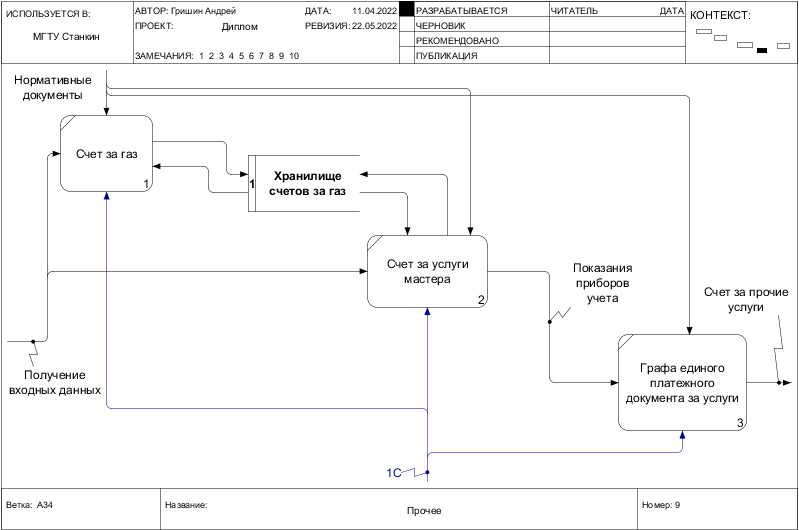 ИСПОЛЬЗУЕТСЯ В:
МГТУ Станкин
АВТОР: Гришин Андрей
ДАТА: 11.04.2022
ПРОЕКТ: Диплом
РЕВИЗИЯ: 22.05.2022
ЗАМЕЧАНИЯ: 1 2 3 4 5 6 7 8 9 10
РАЗРАБАТЫВАЕТСЯ
ЧЕРНОВИК
РЕКОМЕНДОВАНО
ПУБЛИКАЦИЯ
ЧИТАТЕЛЬ ДАТА
КОНТЕКСТ:
Нормативные
документы
Счет за газ
1
1
Хранилище
счетов за газ
Счет за услуги
мастера
2
Показания
приборов
учета
Счет за прочие
услуги
Получение
входных данных
Графа единого
платежного
документа за услуги
3
1С
Ветка: А34
Название:
Прочее
Номер: 9